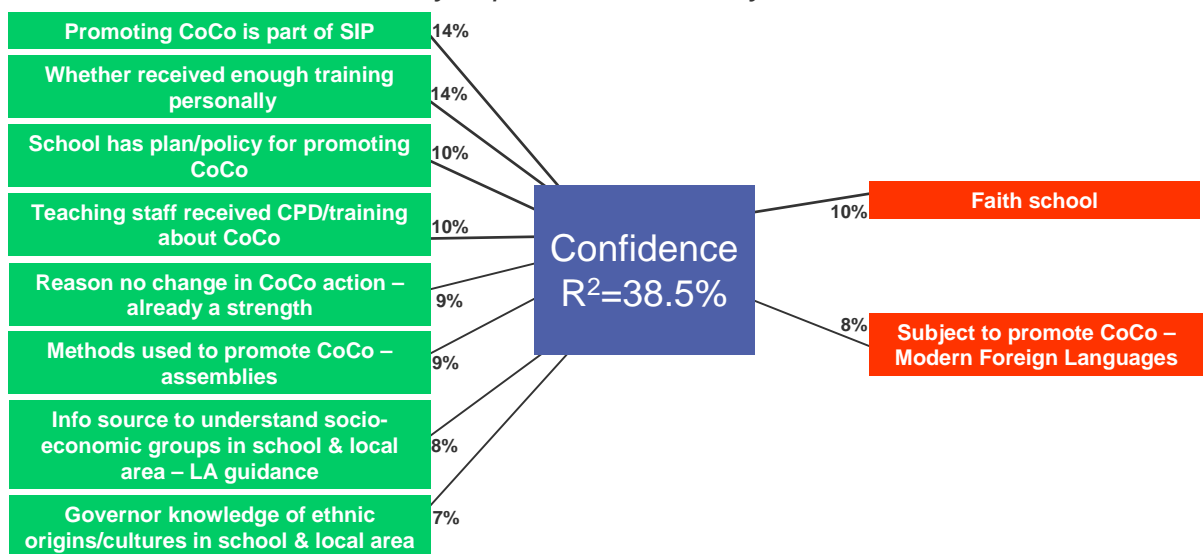 Promoting CoCo is part of SIP
14%
Whether received enough training
personally
14%
School has plan/policy for promoting
CoCo
10%
Teaching staff received CPD/training
about CoCo
10%
Reason no change in CoCo action –
already a strength
9%
Methods used to promote CoCo –
assemblies
9%
Info source to understand socio-
economic groups in school & local
area – LA guidance
8%
Governor knowledge of ethnic
origins/cultures in school & local area
7%
Confidence
R²=38.5%
Faith school
10%
Subject to promote CoCo –
Modern Foreign Languages
8%